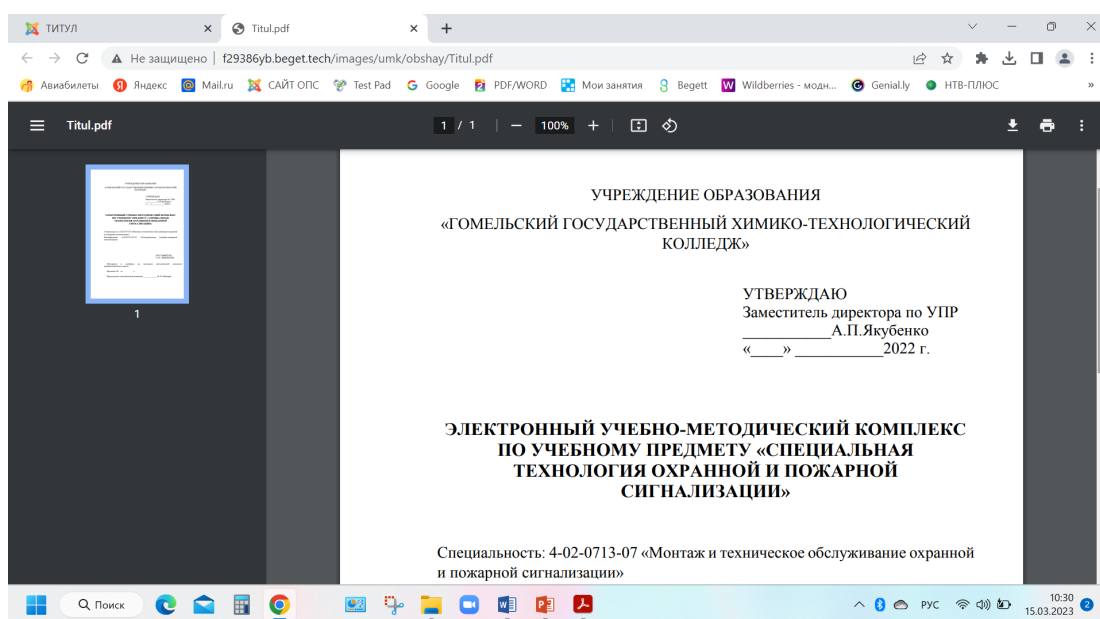 ТИТУЛ
Titul.pdf
Не защищено | f29386yb.beget.tech/images/umk/obshay/Titul.pdf
Авиабилеты Яндекс Mail.ru САЙТ ОПС Test Pad Google PDF/WORD Мои занятия Begett Wildberries - модн... Genial.ly НТВ-ПЛЮС »
Titul.pdf 1 / 1 | — 100% +
1
УЧРЕЖДЕНИЕ ОБРАЗОВАНИЯ
«ГОМЕЛЬСКИЙ ГОСУДАРСТВЕННЫЙ ХИМИКО-ТЕХНОЛОГИЧЕСКИЙ
КОЛЛЕДЖ»
УТВЕРЖДАЮ
Заместитель директора по УПР
____________А.П.Якубенко
«____» ____________2022 г.
ЭЛЕКТРОННЫЙ УЧЕБНО-МЕТОДИЧЕСКИЙ КОМПЛЕКС
ПО УЧЕБНОМУ ПРЕДМЕТУ «СПЕЦИАЛЬНАЯ
ТЕХНОЛОГИЯ ОХРАННОЙ И ПОЖАРНОЙ
СИГНАЛИЗАЦИИ»
Специальность: 4-02-0713-07 «Монтаж и техническое обслуживание охранной
и пожарной сигнализации»
Поиск
РУС
10:30
15.03.2023
2